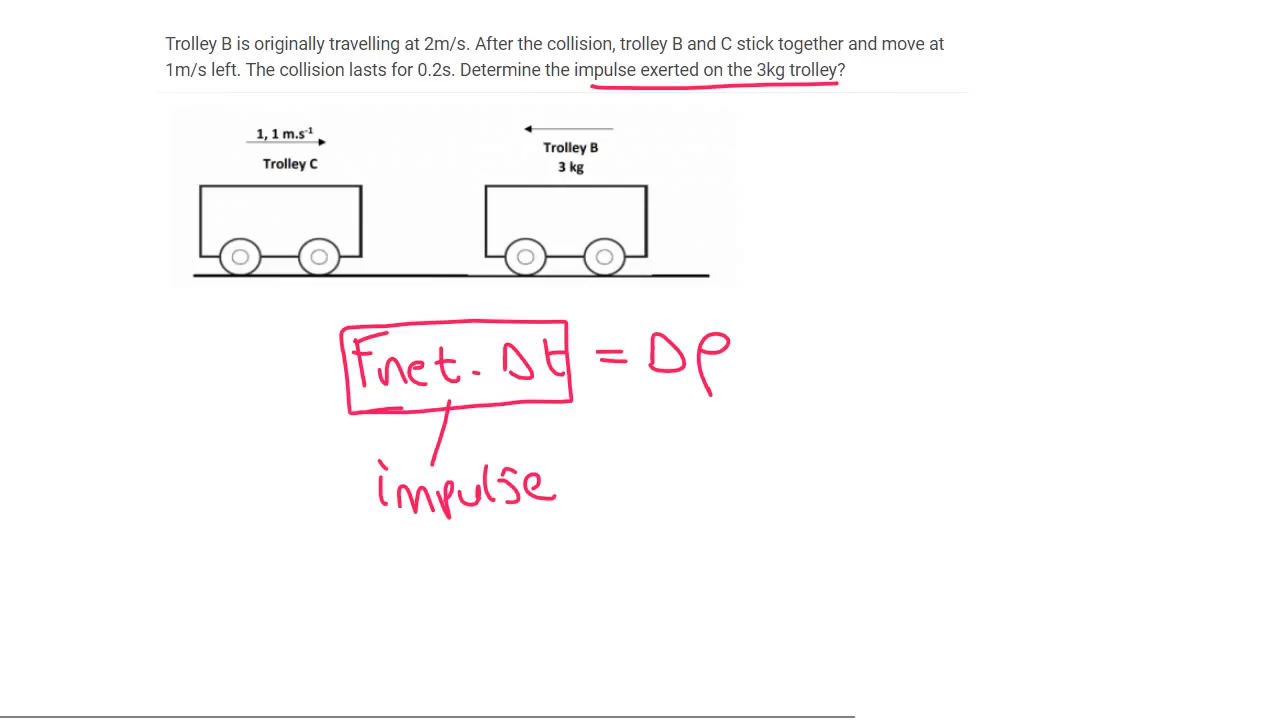 Trolley B is originally travelling at 2m/s. After the collision, trolley B and C stick together and move at
1m/s left. The collision lasts for 0.2s. Determine the impulse exerted on the 3kg trolley?
1, 1 m.s⁻¹
Trolley C
Trolley B
3 kg
Fnet. Δt = Δρ
impulse